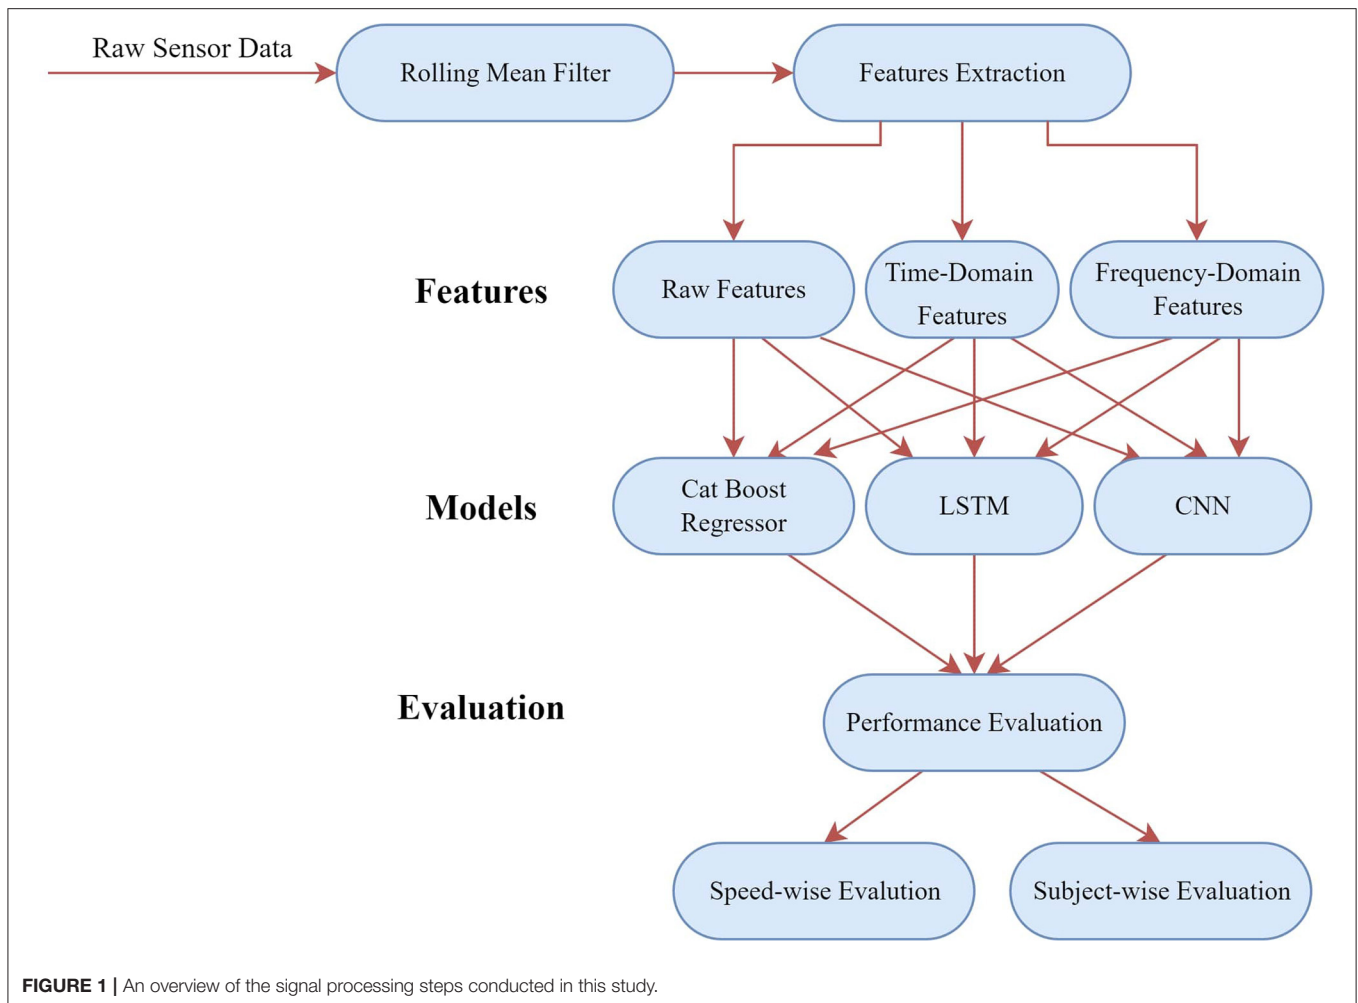 Raw Sensor Data
Rolling Mean Filter
Features Extraction
Features
Raw Features
Time-Domain
Features
Frequency-Domain
Features
Models
Cat Boost
Regressor
LSTM
CNN
Evaluation
Performance Evaluation
Speed-wise Evalution
Subject-wise Evaluation
FIGURE 1 | An overview of the signal processing steps conducted in this study.